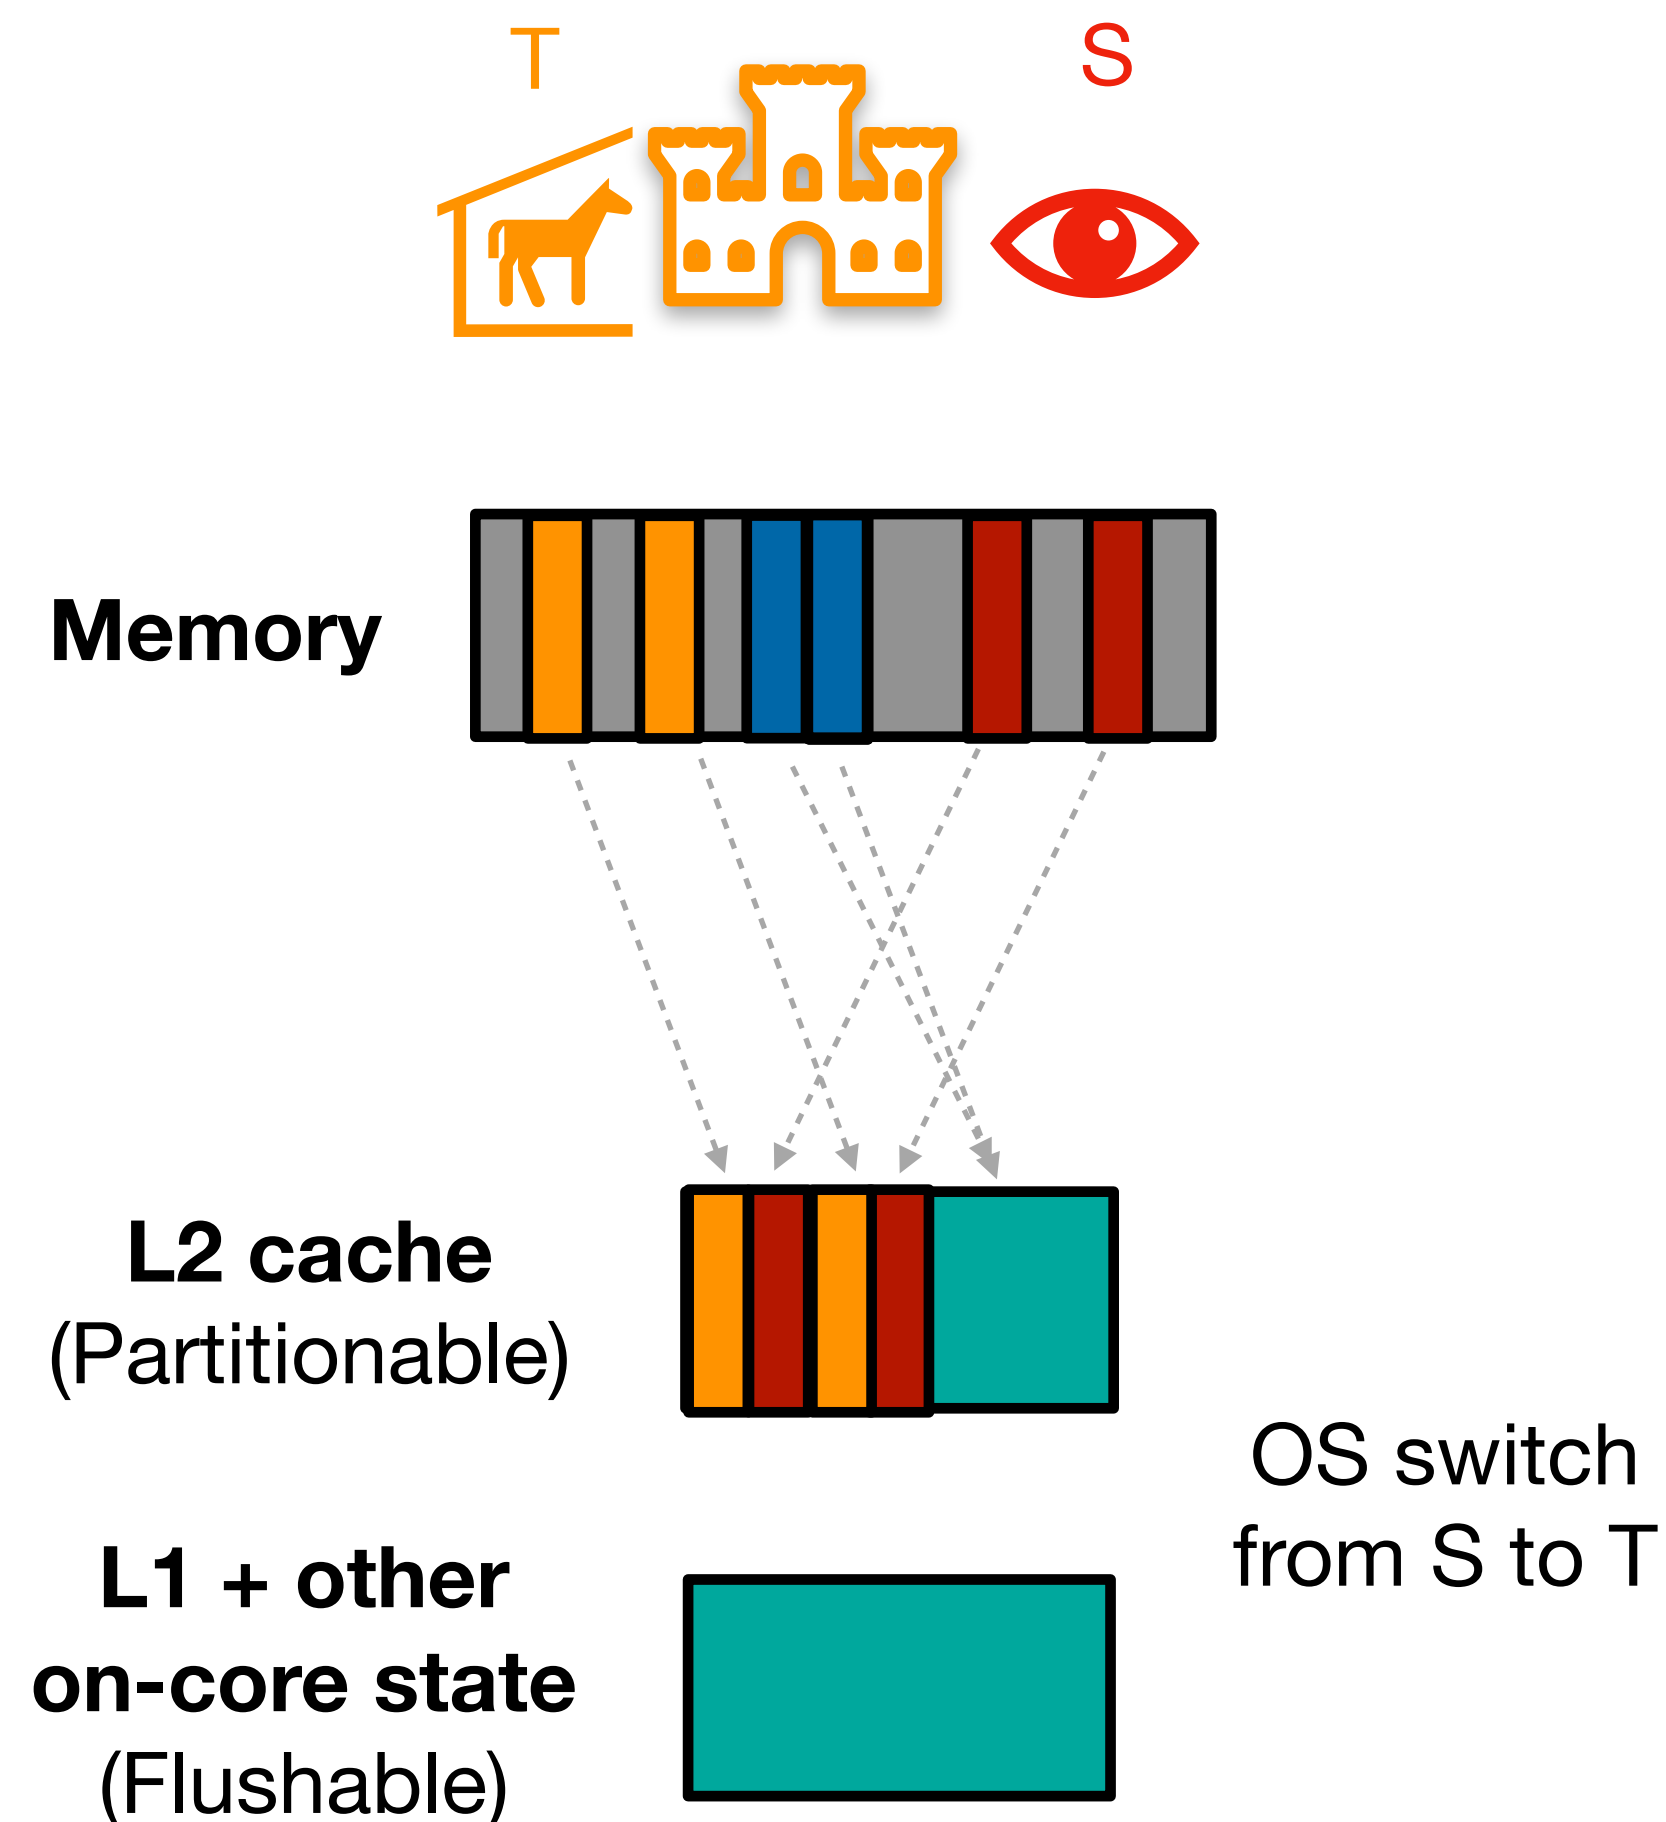 T
S
Memory
L2 cache
(Partitionable)
OS switch
from S to T
L1 + other
on-core state
(Flushable)